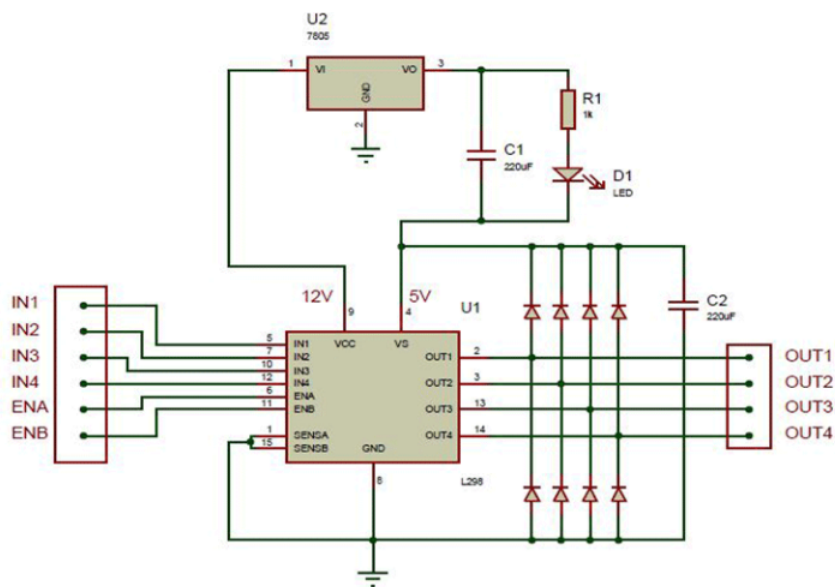 U2
7805
1
VI
VO
3
GND
2
R1
1k
C1
220uF
D1
LED
12V
5V
U1
9
4
C2
220uF
IN1
IN2
IN3
IN4
ENA
ENB
5
7
10
12
6
11
1
15
IN1
IN2
IN3
IN4
ENA
ENB
SENSA
SENSB
VCC
VS
OUT1
OUT2
OUT3
OUT4
GND
8
2
3
13
14
L298
OUT1
OUT2
OUT3
OUT4